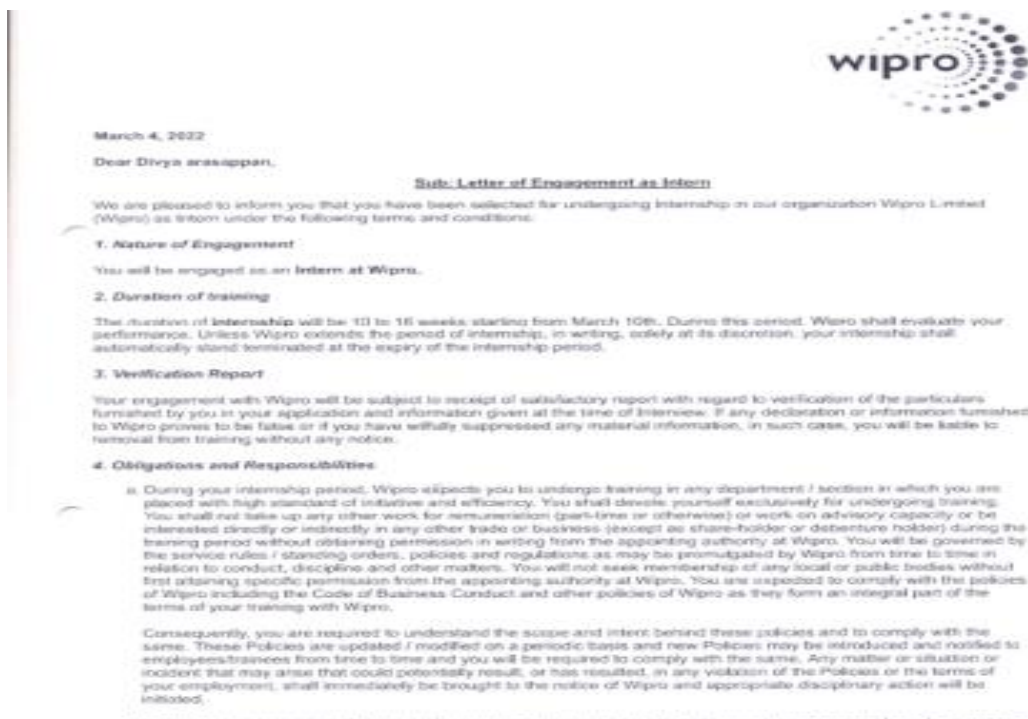 wipro
March 4, 2022
Dear Divya arasappan,
Sub: Letter of Engagement as Intern
We are pleased to inform you that you have been selected for undergoing Internship in our organization Wipro Limited
(Wipro) as Intern under the following terms and conditions:
1. Nature of Engagement
You will be engaged as an Intern at Wipro.
2. Duration of training
The duration of internship will be to 16 weeks starting from March 10th. During this period, Wipro shall evaluate your
performance. Unless Wipro extends the period of internship, in writing, solely at its discretion, your internship shall
automatically stand terminated at the expiry of the internship period.
3. Verification Report
Your engagement with Wipro will be subject to receipt of satisfactory report with regard to verification of the particulars
furnished by you in your application and information given at the time of Interview. If any declaration or information furnished
to Wipro proves to be false or if you have willfully suppressed any material information, in such case, you will be liable to
removal from training without any notice.
4. Obligations and Responsibilities
a. During your internship period, Wipro expects you to undergo training in any department / section in which you are
placed with high standard of initiative and efficiency. You shall devote yourself exclusively for undergoing training.
You shall not take up any other work for remuneration (part-time or otherwise) or work on advisory capacity or be
interested directly or indirectly in any other trade or business (except as share-holder or debenture holder) during the
training period without obtaining permission in writing from the appointing authority at Wipro. You will be governed by
the service rules / standing orders, policies and regulations as may be promulgated by Wipro from time to time in
relation to conduct, discipline and other matters. You will not seek membership of any local or public bodies without
first attaining specific permission from the appointing authority at Wipro. You are expected to comply with the policies
of Wipro including the Code of Business Conduct and other policies of Wipro as they form an integral part of the
terms of your training with Wipro.
Consequently, you are required to understand the scope and intent behind these policies and to comply with the
same. These Policies are updated / modified on a periodic basis and new Policies may be introduced and notified to
employees/trainees from time to time and you will be required to comply with the same. Any matter or situation or
incident that may arise that could potentially result, or has resulted, in any violation of the Policies or the terms of
your employment, shall immediately be brought to the notice of Wipro and appropriate disciplinary action will be
initiated.